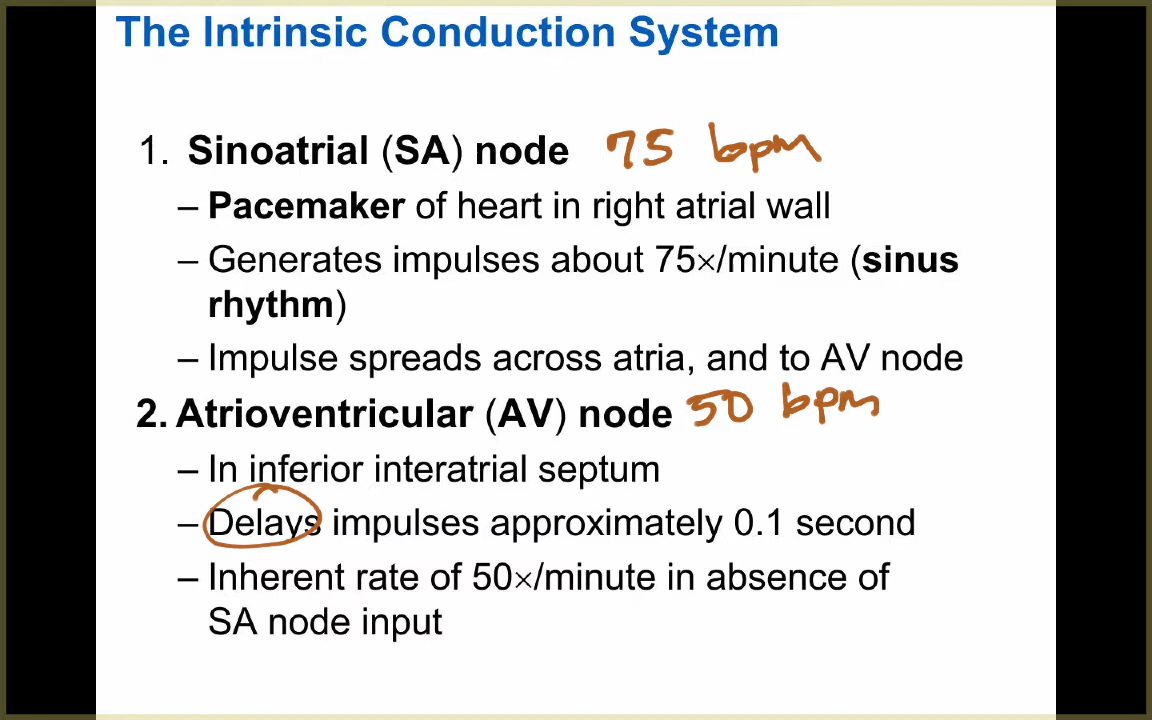 The Intrinsic Conduction System
1. Sinoatrial (SA) node 75 bpm
– Pacemaker of heart in right atrial wall
– Generates impulses about 75×/minute (sinus
rhythm)
– Impulse spreads across atria, and to AV node
2. Atrioventricular (AV) node 50 bpm
– In inferior interatrial septum
– Delays impulses approximately 0.1 second
– Inherent rate of 50×/minute in absence of
SA node input